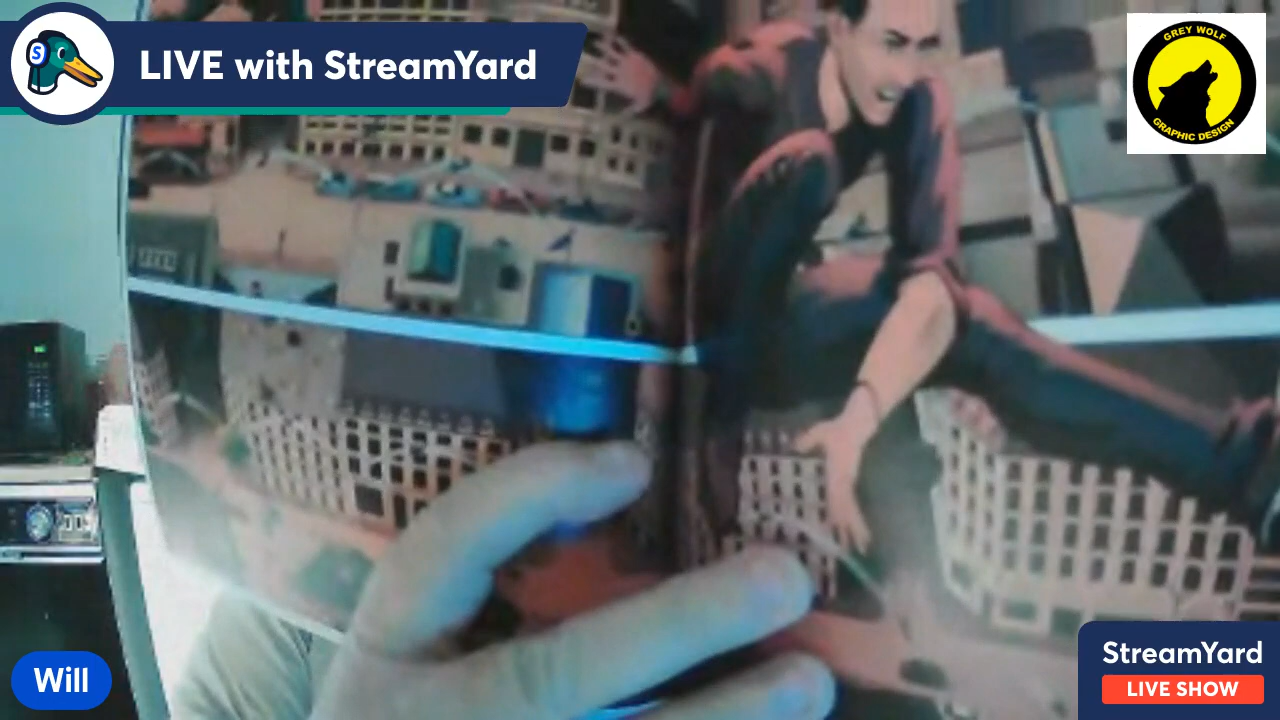 S
LIVE with StreamYard
GREY WOLF
GRAPHIC DESIGN
Will
StreamYard
LIVE SHOW